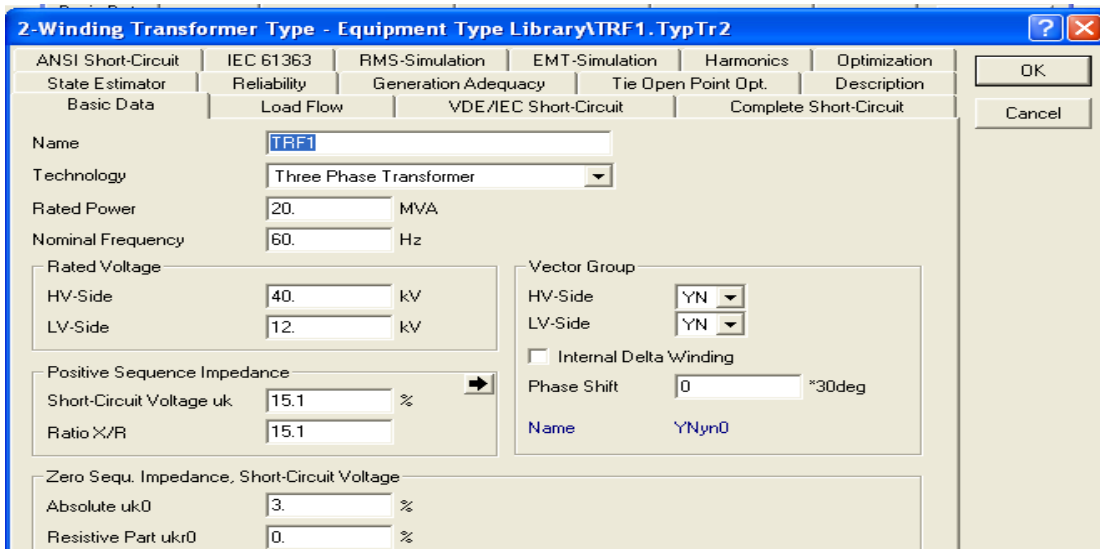 2-Winding Transformer Type - Equipment Type Library\TRF1.TypTr2
ANSI Short-Circuit IEC 61363 RMS-Simulation EMT-Simulation Harmonics Optimization
State Estimator Reliability Generation Adequacy Tie Open Point Opt. Description
Basic Data Load Flow VDE/IEC Short-Circuit Complete Short-Circuit
OK
Cancel
Name TRF1
Technology Three Phase Transformer
Rated Power 20. MVA
Nominal Frequency 60. Hz
Rated Voltage
HV-Side 40. kV
LV-Side 12. kV
Vector Group
HV-Side YN
LV-Side YN
Internal Delta Winding
Phase Shift 0 *30deg
Name YNyn0
Positive Sequence Impedance
Short-Circuit Voltage uk 15.1 %
Ratio X/R 15.1
Zero Sequ. Impedance, Short-Circuit Voltage
Absolute uk0 3. %
Resistive Part ukr0 0. %